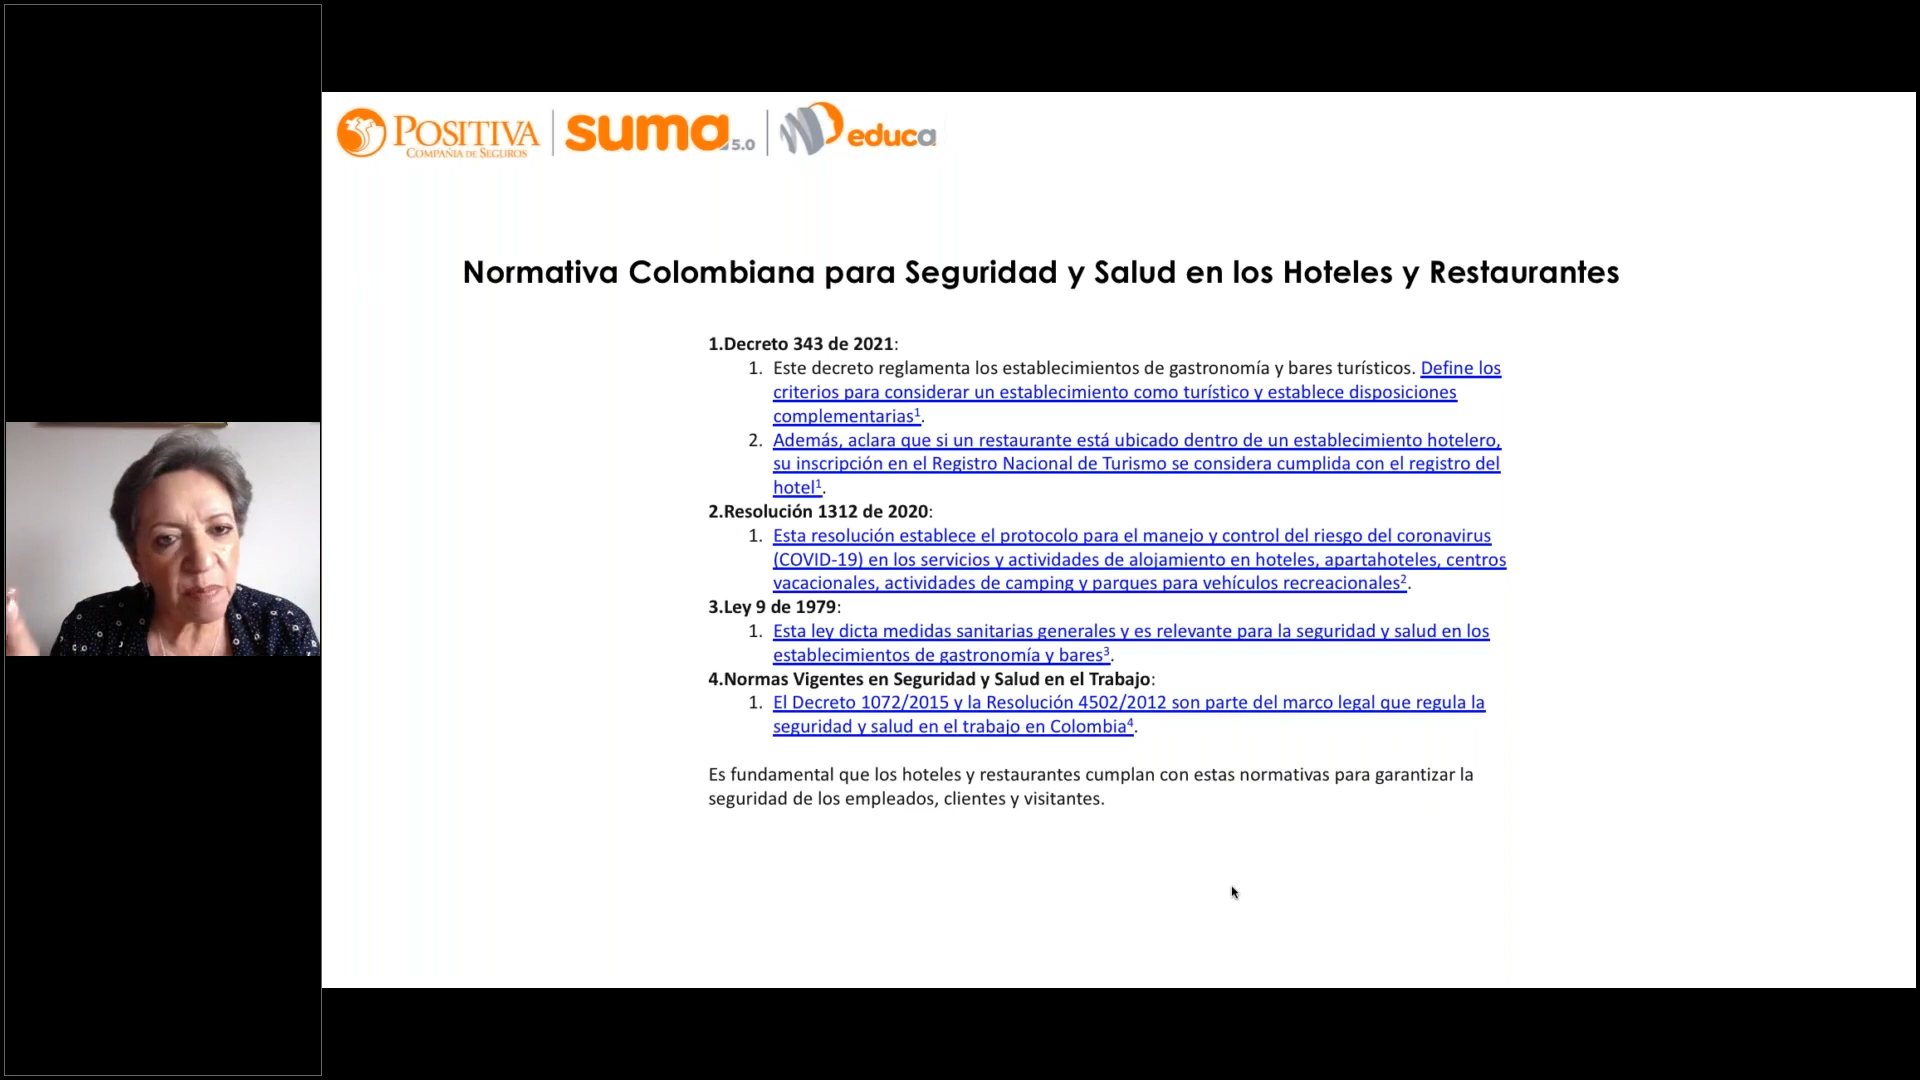 POSITIVA
COMPAÑIA DE SEGUROS
suma 5.0
educa
Normativa Colombiana para Seguridad y Salud en los Hoteles y Restaurantes
1.Decreto 343 de 2021:
1. Este decreto reglamenta los establecimientos de gastronomía y bares turísticos. Define los
criterios para considerar un establecimiento como turístico y establece disposiciones
complementarias¹.
2. Además, aclara que si un restaurante está ubicado dentro de un establecimiento hotelero,
su inscripción en el Registro Nacional de Turismo se considera cumplida con el registro del
hotel¹.
2.Resolución 1312 de 2020:
1. Esta resolución establece el protocolo para el manejo y control del riesgo del coronavirus
(COVID-19) en los servicios y actividades de alojamiento en hoteles, apartahoteles, centros
vacacionales, actividades de camping y parques para vehículos recreacionales².
3.Ley 9 de 1979:
1. Esta ley dicta medidas sanitarias generales y es relevante para la seguridad y salud en los
establecimientos de gastronomía y bares³.
4.Normas Vigentes en Seguridad y Salud en el Trabajo:
1. El Decreto 1072/2015 y la Resolución 4502/2012 son parte del marco legal que regula la
seguridad y salud en el trabajo en Colombia⁴.
Es fundamental que los hoteles y restaurantes cumplan con estas normativas para garantizar la
seguridad de los empleados, clientes y visitantes.